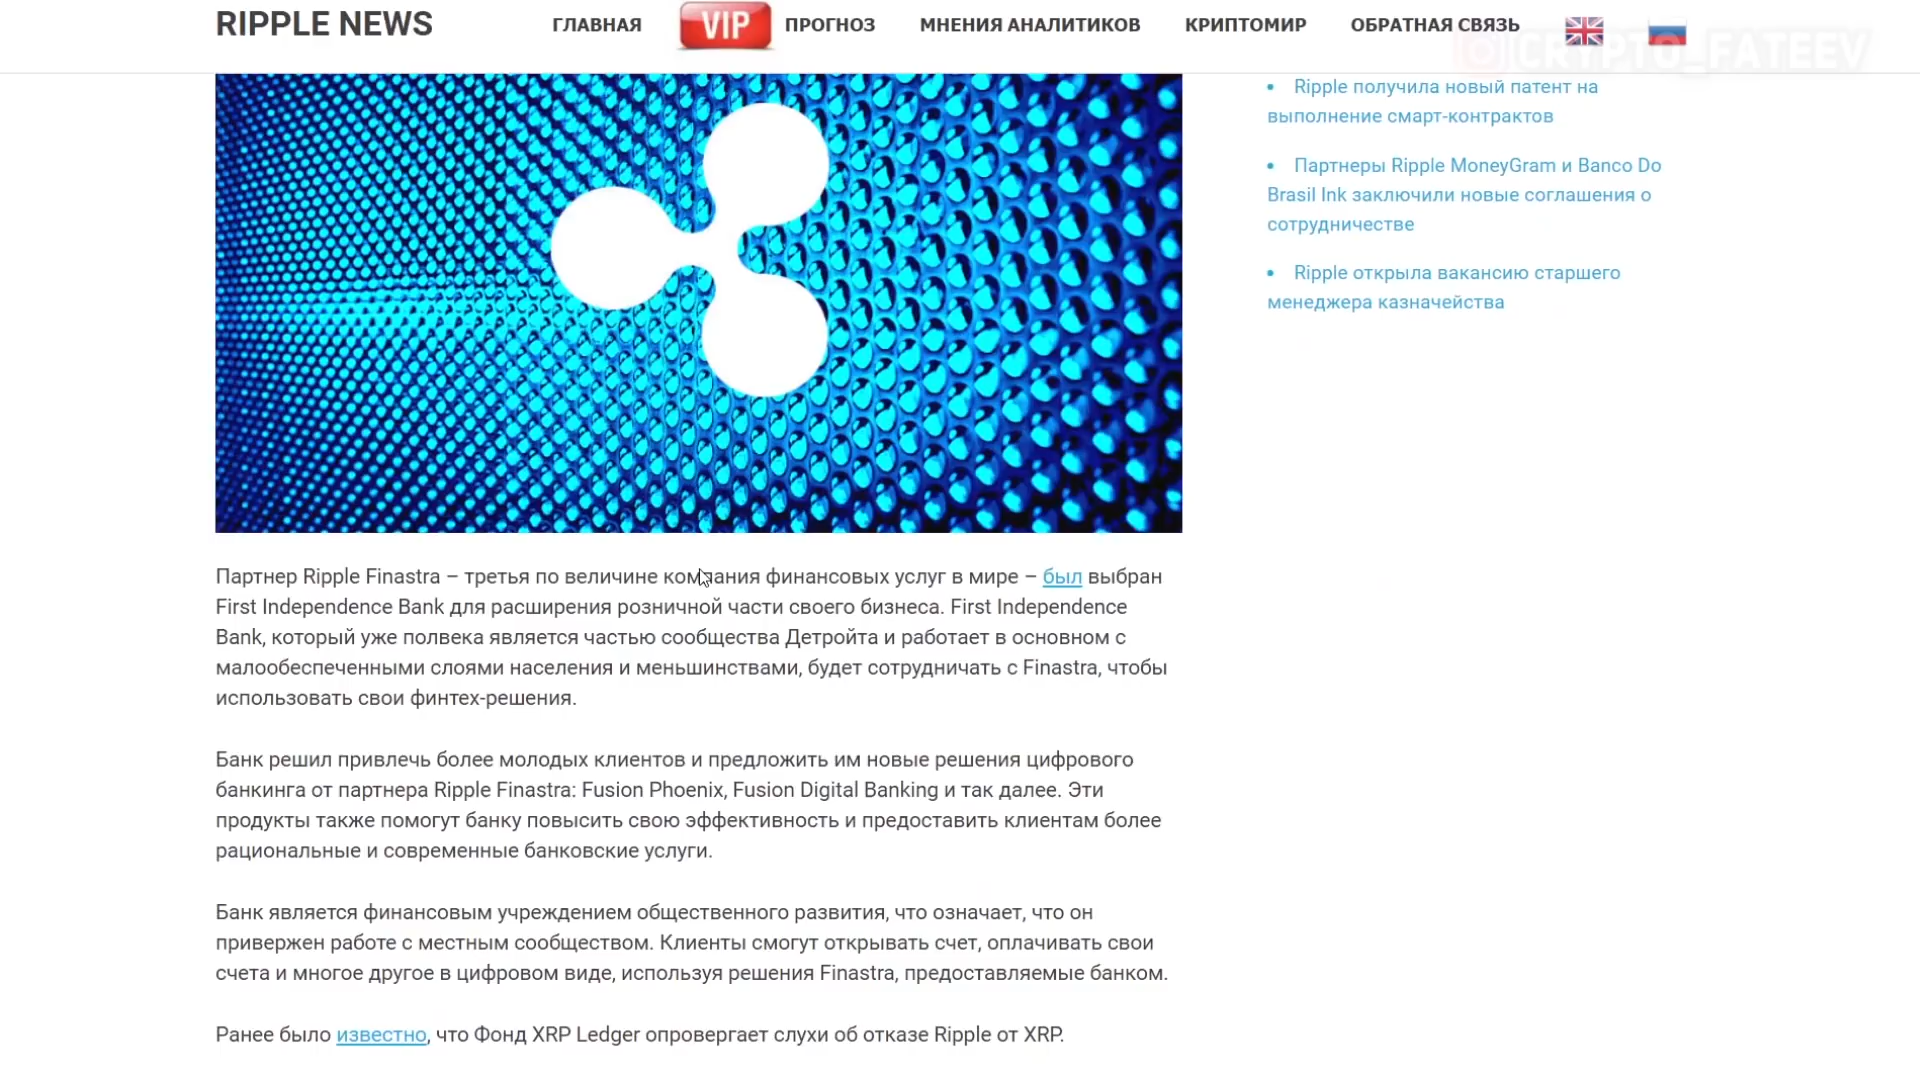 RIPPLE NEWS
ГЛАВНАЯ VIP ПРОГНОЗ МНЕНИЯ АНАЛИТИКОВ КРИПТОМИР ОБРАТНАЯ СВЯЗЬ
CRYPTO_FATEEV
Ripple получила новый патент на
выполнение смарт-контрактов
Партнеры Ripple MoneyGram и Banco Do
Brasil Ink заключили новые соглашения о
сотрудничестве
Ripple открыла вакансию старшего
менеджера казначейства
Партнер Ripple Finastra – третья по величине компания финансовых услуг в мире – был выбран
First Independence Bank для расширения розничной части своего бизнеса. First Independence
Bank, который уже полвека является частью сообщества Детройта и работает в основном с
малообеспеченными слоями населения и меньшинствами, будет сотрудничать с Finastra, чтобы
использовать свои финтех-решения.
Банк решил привлечь более молодых клиентов и предложить им новые решения цифрового
банкинга от партнера Ripple Finastra: Fusion Phoenix, Fusion Digital Banking и так далее. Эти
продукты также помогут банку повысить свою эффективность и предоставить клиентам более
рациональные и современные банковские услуги.
Банк является финансовым учреждением общественного развития, что означает, что он
привержен работе с местным сообществом. Клиенты смогут открывать счет, оплачивать свои
счета и многое другое в цифровом виде, используя решения Finastra, предоставляемые банком.
Ранее было известно, что Фонд XRP Ledger опровергает слухи об отказе Ripple от XRP.